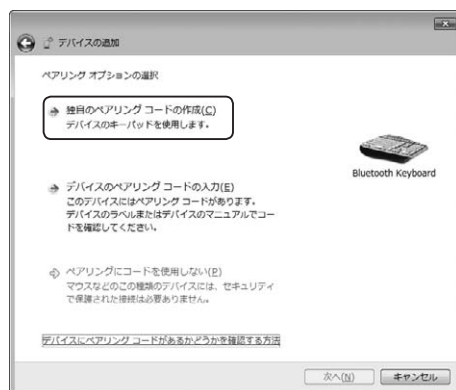 デバイスの追加
ペアリング オプションの選択
独自のペアリング コードの作成(C)
デバイスのキーパッドを使用します。
Bluetooth Keyboard
デバイスのペアリング コードの入力(E)
このデバイスにはペアリング コードがあります。
デバイスのラベルまたはデバイスのマニュアルでコー
ドを確認してください。
ペアリングにコードを使用しない(P)
マウスなどのこの種類のデバイスには、セキュリティ
で保護された接続は必要ありません。
デバイスにペアリング コードがあるかどうかを確認する方法
次へ(N)
キャンセル